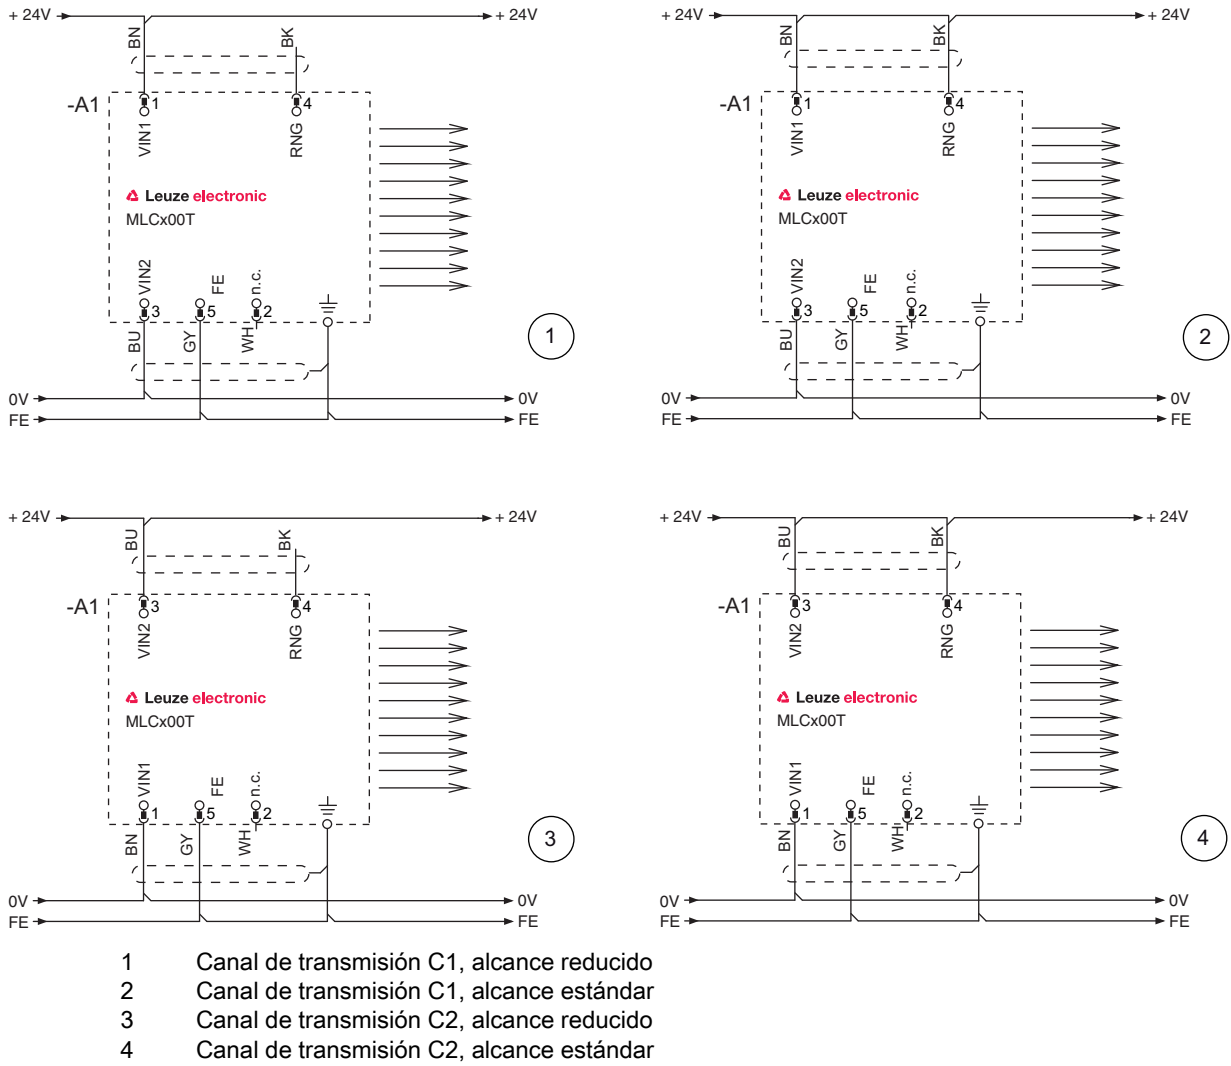 + 24V + 24V
BN BK
-A1 1 4
VIN1 RNG
Leuze electronic
MLCx00T
VIN2 FE n.c.
3 5 2
BU GY WH
1
0V 0V
FE FE
+ 24V + 24V
BN BK
-A1 1 4
VIN1 RNG
Leuze electronic
MLCx00T
VIN2 FE n.c.
3 5 2
BU GY WH
2
0V 0V
FE FE
+ 24V + 24V
BU BK
-A1 3 4
VIN2 RNG
Leuze electronic
MLCx00T
VIN1 FE n.c.
1 5 2
BN GY WH
3
0V 0V
FE FE
+ 24V + 24V
BU BK
-A1 3 4
VIN2 RNG
Leuze electronic
MLCx00T
VIN1 FE n.c.
1 5 2
BN GY WH
4
0V 0V
FE FE
1 Canal de transmisión C1, alcance reducido
2 Canal de transmisión C1, alcance estándar
3 Canal de transmisión C2, alcance reducido
4 Canal de transmisión C2, alcance estándar